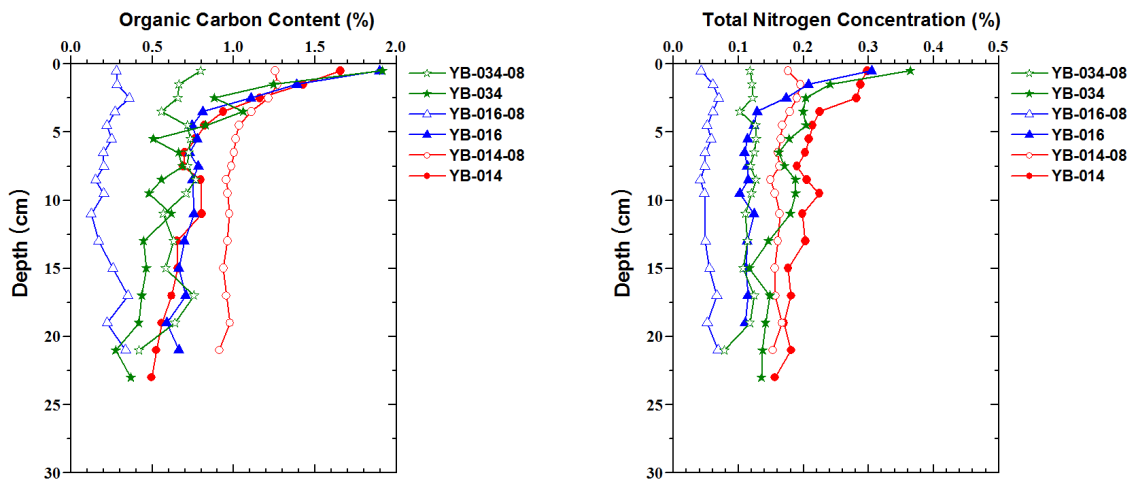 Organic Carbon Content (%)
0.0 0.5 1.0 1.5 2.0
0
5
10
15
20
25
30
Depth (cm)
YB-034-08
YB-034
YB-016-08
YB-016
YB-014-08
YB-014
Total Nitrogen Concentration (%)
0.0 0.1 0.2 0.3 0.4 0.5
0
5
10
15
20
25
30
Depth (cm)
YB-034-08
YB-034
YB-016-08
YB-016
YB-014-08
YB-014